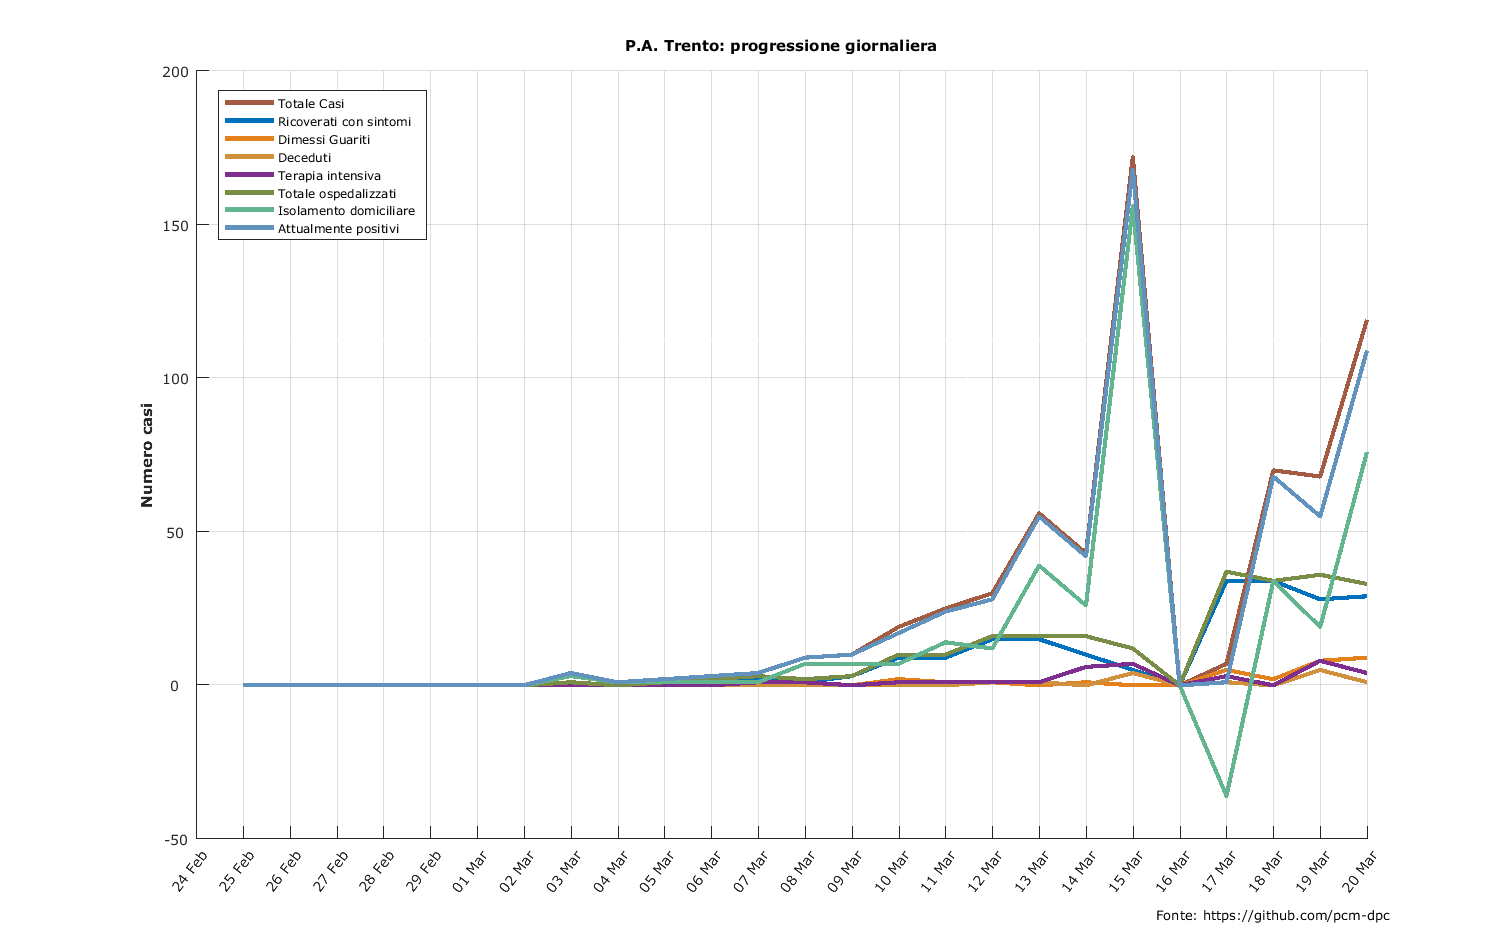 P.A. Trento: progressione giornaliera
200
150
100
50
0
-50
Numero casi
Totale Casi
Ricoverati con sintomi
Dimessi Guariti
Deceduti
Terapia intensiva
Totale ospedalizzati
Isolamento domiciliare
Attualmente positivi
24 Feb
25 Feb
26 Feb
27 Feb
28 Feb
29 Feb
01 Mar
02 Mar
03 Mar
04 Mar
05 Mar
06 Mar
07 Mar
08 Mar
09 Mar
10 Mar
11 Mar
12 Mar
13 Mar
14 Mar
15 Mar
16 Mar
17 Mar
18 Mar
19 Mar
20 Mar
Fonte: https://github.com/pcm-dpc